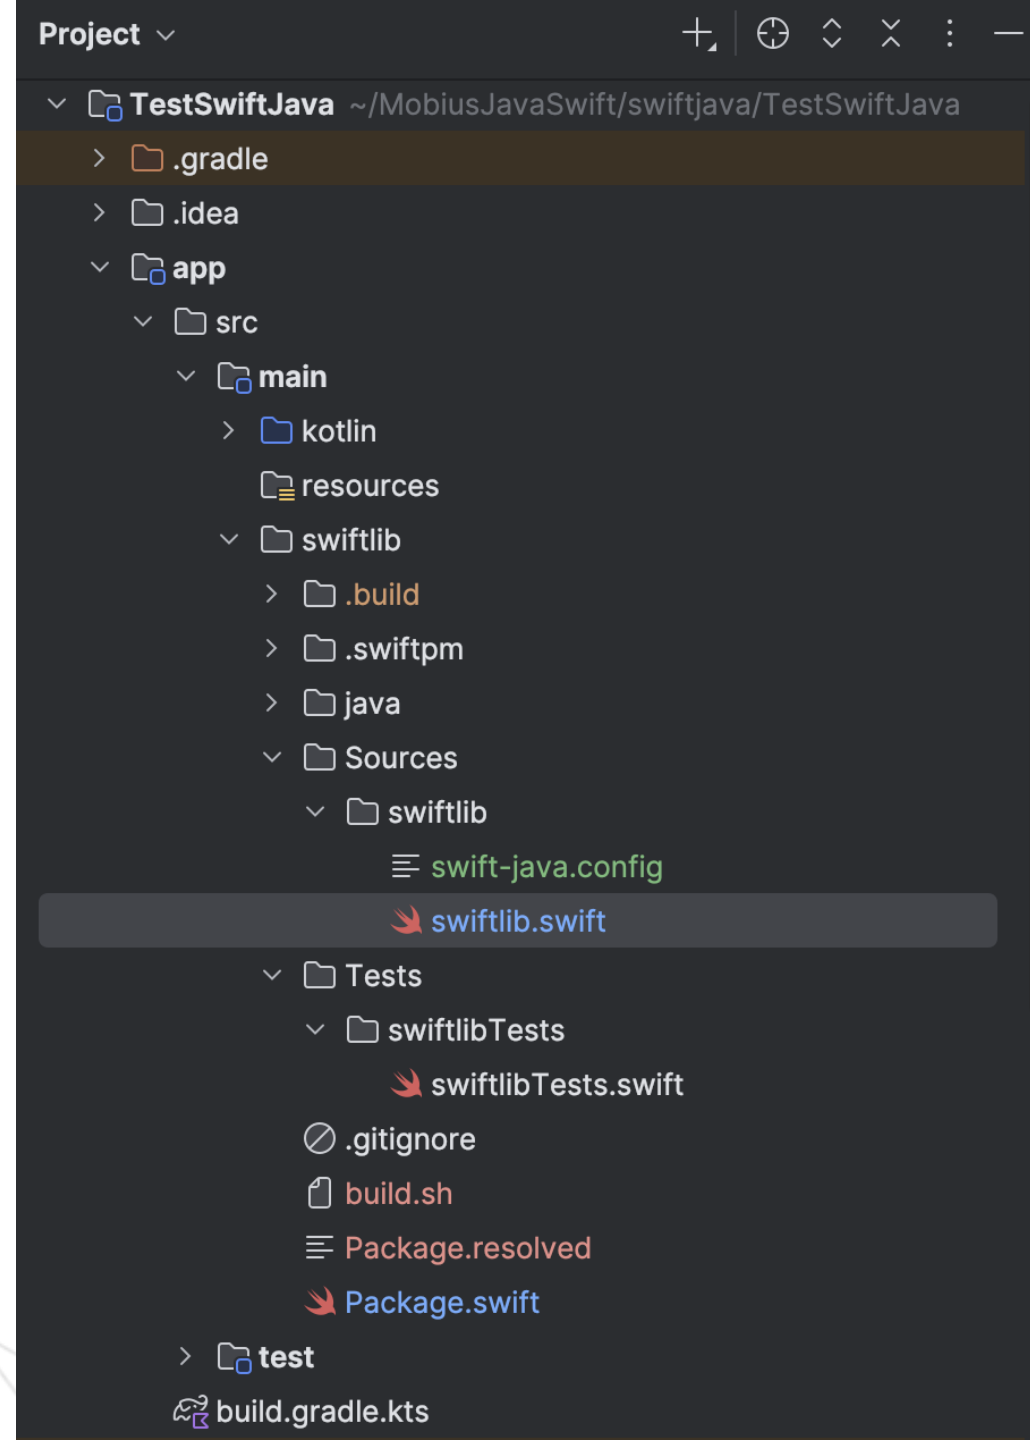 Project
TestSwiftJava ~/MobiusJavaSwift/swiftjava/TestSwiftJava
.gradle
.idea
app
src
main
kotlin
resources
swiftlib
.build
.swiftpm
java
Sources
swiftlib
swift-java.config
swiftlib.swift
Tests
swiftlibTests
swiftlibTests.swift
.gitignore
build.sh
Package.resolved
Package.swift
test
build.gradle.kts